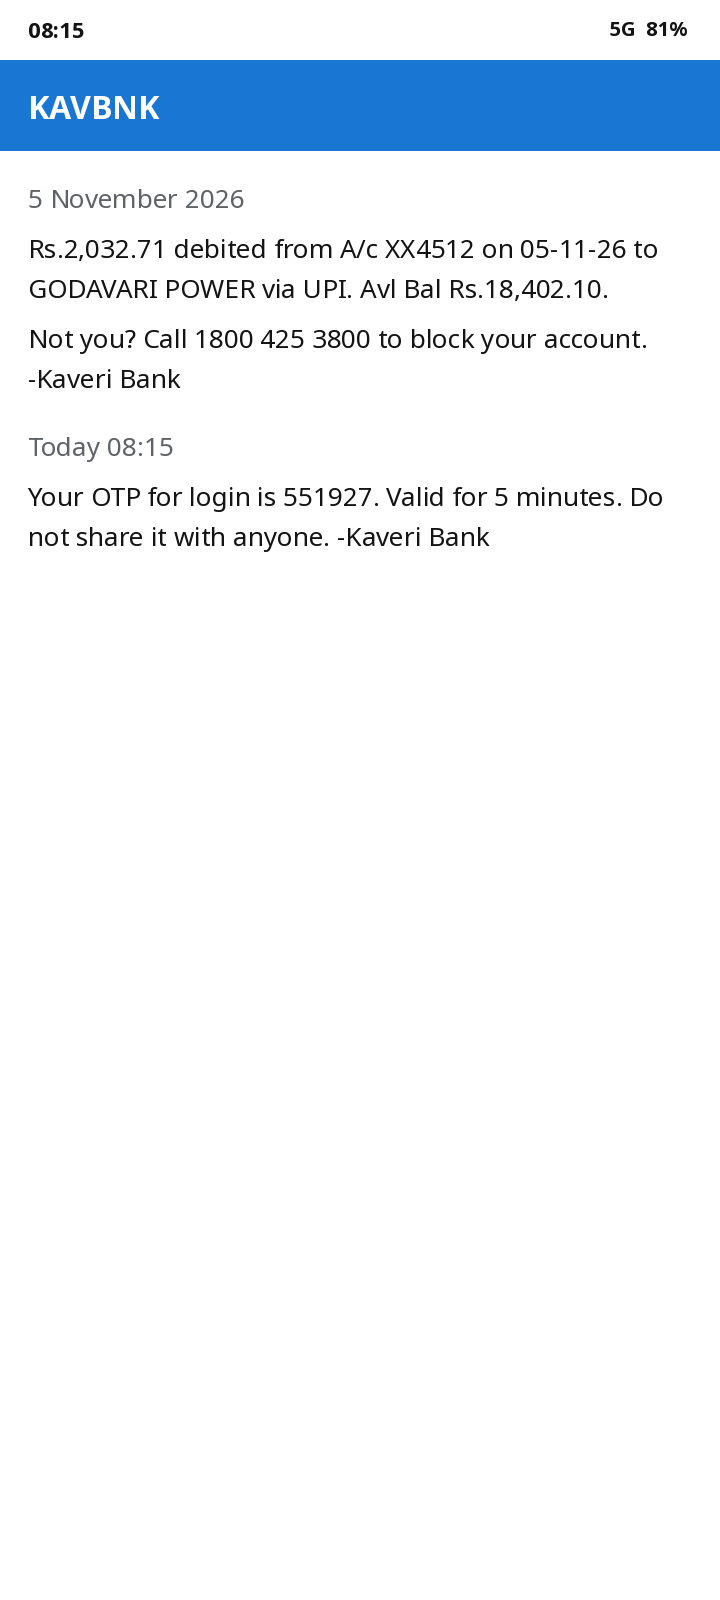 08:15
5G 81%
KAVBNK
5 November 2026
Rs.2,032.71 debited from A/c XX4512 on 05-11-26 to
GODAVARI POWER via UPI. Avl Bal Rs.18,402.10.
Not you? Call 1800 425 3800 to block your account.
-Kaveri Bank
Today 08:15
Your OTP for login is 551927. Valid for 5 minutes. Do
not share it with anyone. -Kaveri Bank